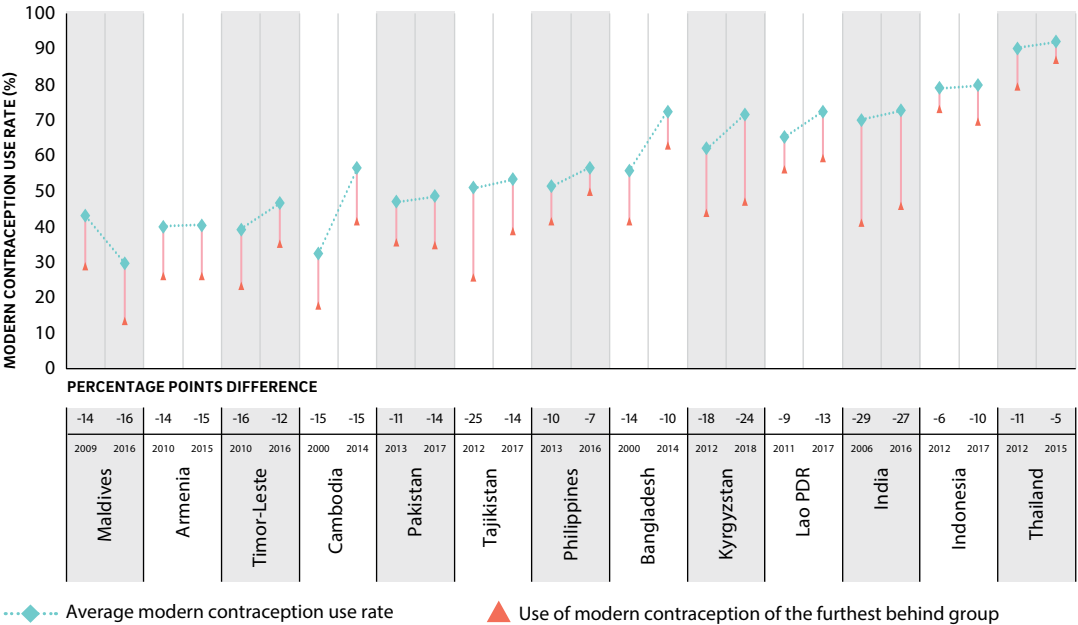 MODERN CONTRACEPTION USE RATE (%)
100
90
80
70
60
50
40
30
20
10
0
PERCENTAGE POINTS DIFFERENCE
-14 -16 -14 -15 -16 -12 -15 -15 -11 -14 -25 -14 -10 -7 -14 -10 -18 -24 -9 -13 -29 -27 -6 -10 -11 -5
2009 2016 2010 2015 2010 2016 2000 2014 2013 2017 2012 2017 2013 2016 2000 2014 2012 2018 2011 2017 2006 2016 2012 2017 2012 2015
Maldives
Armenia
Timor-Leste
Cambodia
Pakistan
Tajikistan
Philippines
Bangladesh
Kyrgyzstan
Lao PDR
India
Indonesia
Thailand
Average modern contraception use rate
Use of modern contraception of the furthest behind group